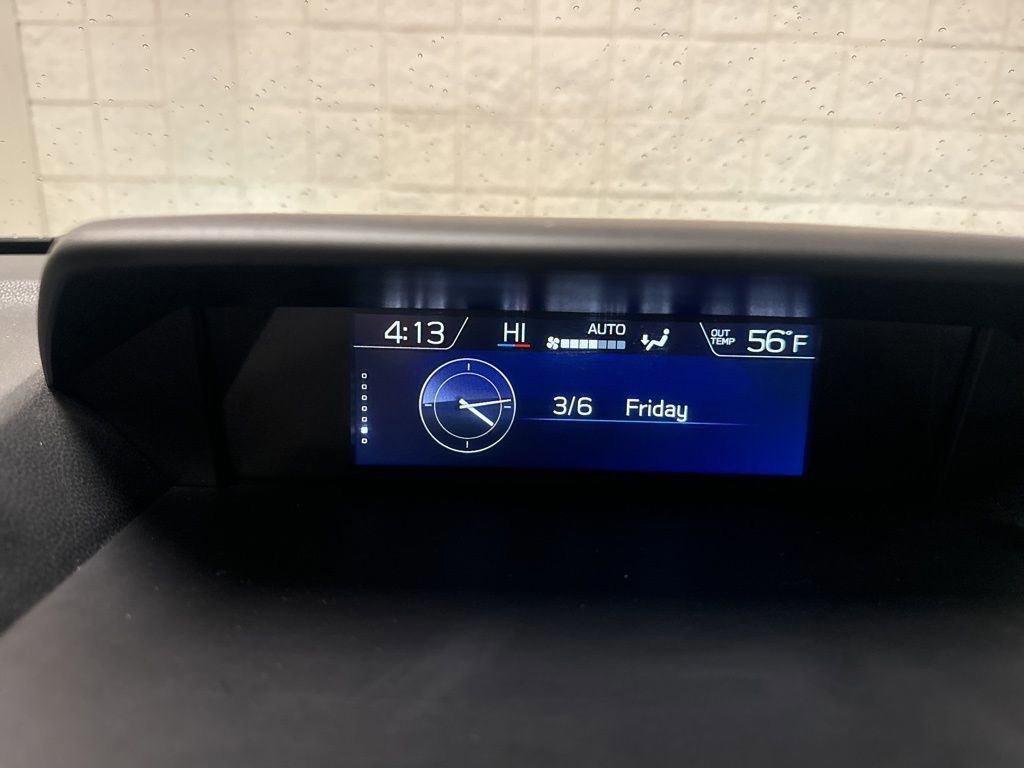 4:13 HI AUTO OUT TEMP 56°F
3/6 Friday